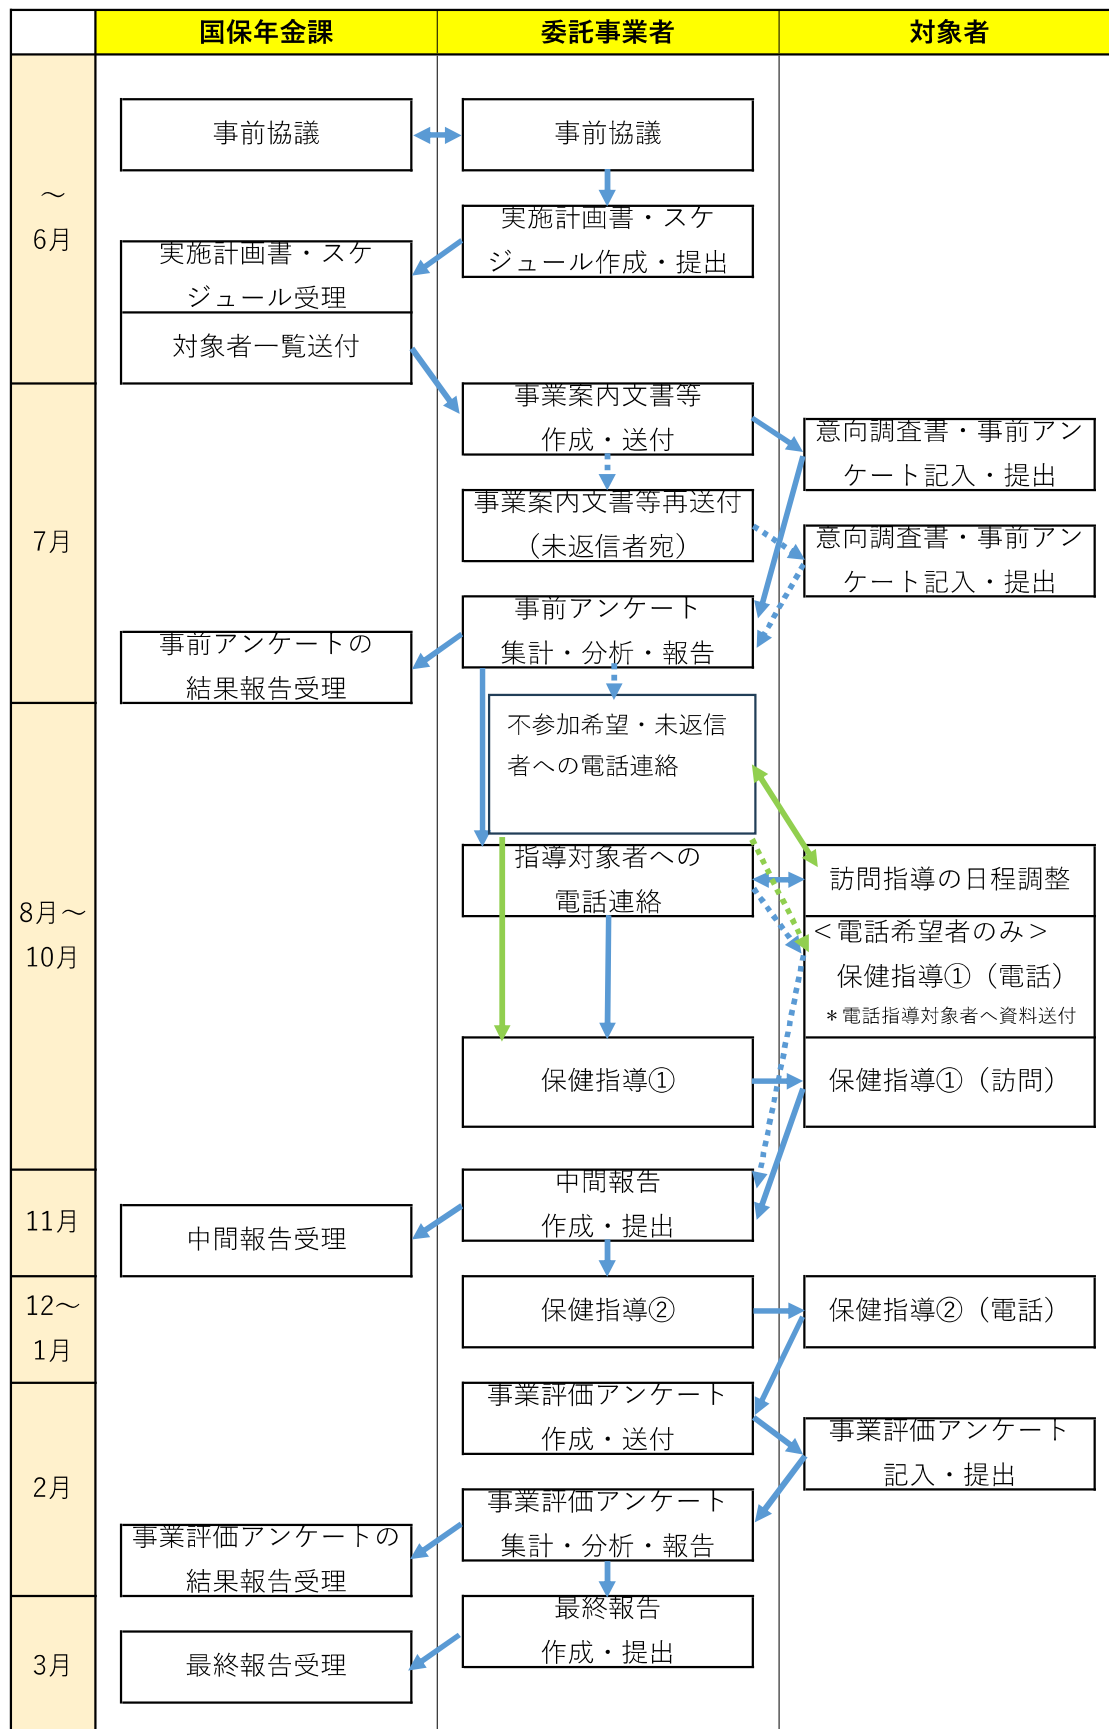 国保年金課
委託事業者
対象者
～
6月
事前協議
事前協議
実施計画書・スケ
ジュール作成・提出
実施計画書・スケ
ジュール受理
対象者一覧送付
7月
事業案内文書等
作成・送付
意向調査書・事前アン
ケート記入・提出
事業案内文書等再送付
（未返信者宛）
意向調査書・事前アン
ケート記入・提出
事前アンケート
集計・分析・報告
事前アンケートの
結果報告受理
8月～
10月
不参加希望・未返信
者への電話連絡
指導対象者への
電話連絡
訪問指導の日程調整
＜電話希望者のみ＞
保健指導①（電話）
＊電話指導対象者へ資料送付
保健指導①
保健指導①（訪問）
11月
中間報告
作成・提出
中間報告受理
12～
1月
保健指導②
保健指導②（電話）
2月
事業評価アンケート
作成・送付
事業評価アンケート
記入・提出
事業評価アンケート
集計・分析・報告
事業評価アンケートの
結果報告受理
3月
最終報告
作成・提出
最終報告受理